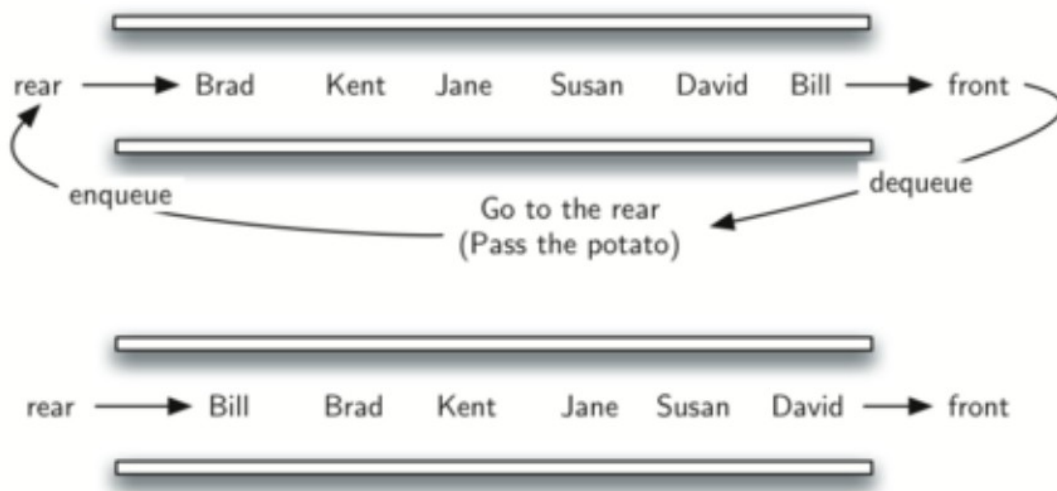 rear Brad Kent Jane Susan David Bill front
enqueue
dequeue
Go to the rear
(Pass the potato)
rear Bill Brad Kent Jane Susan David front